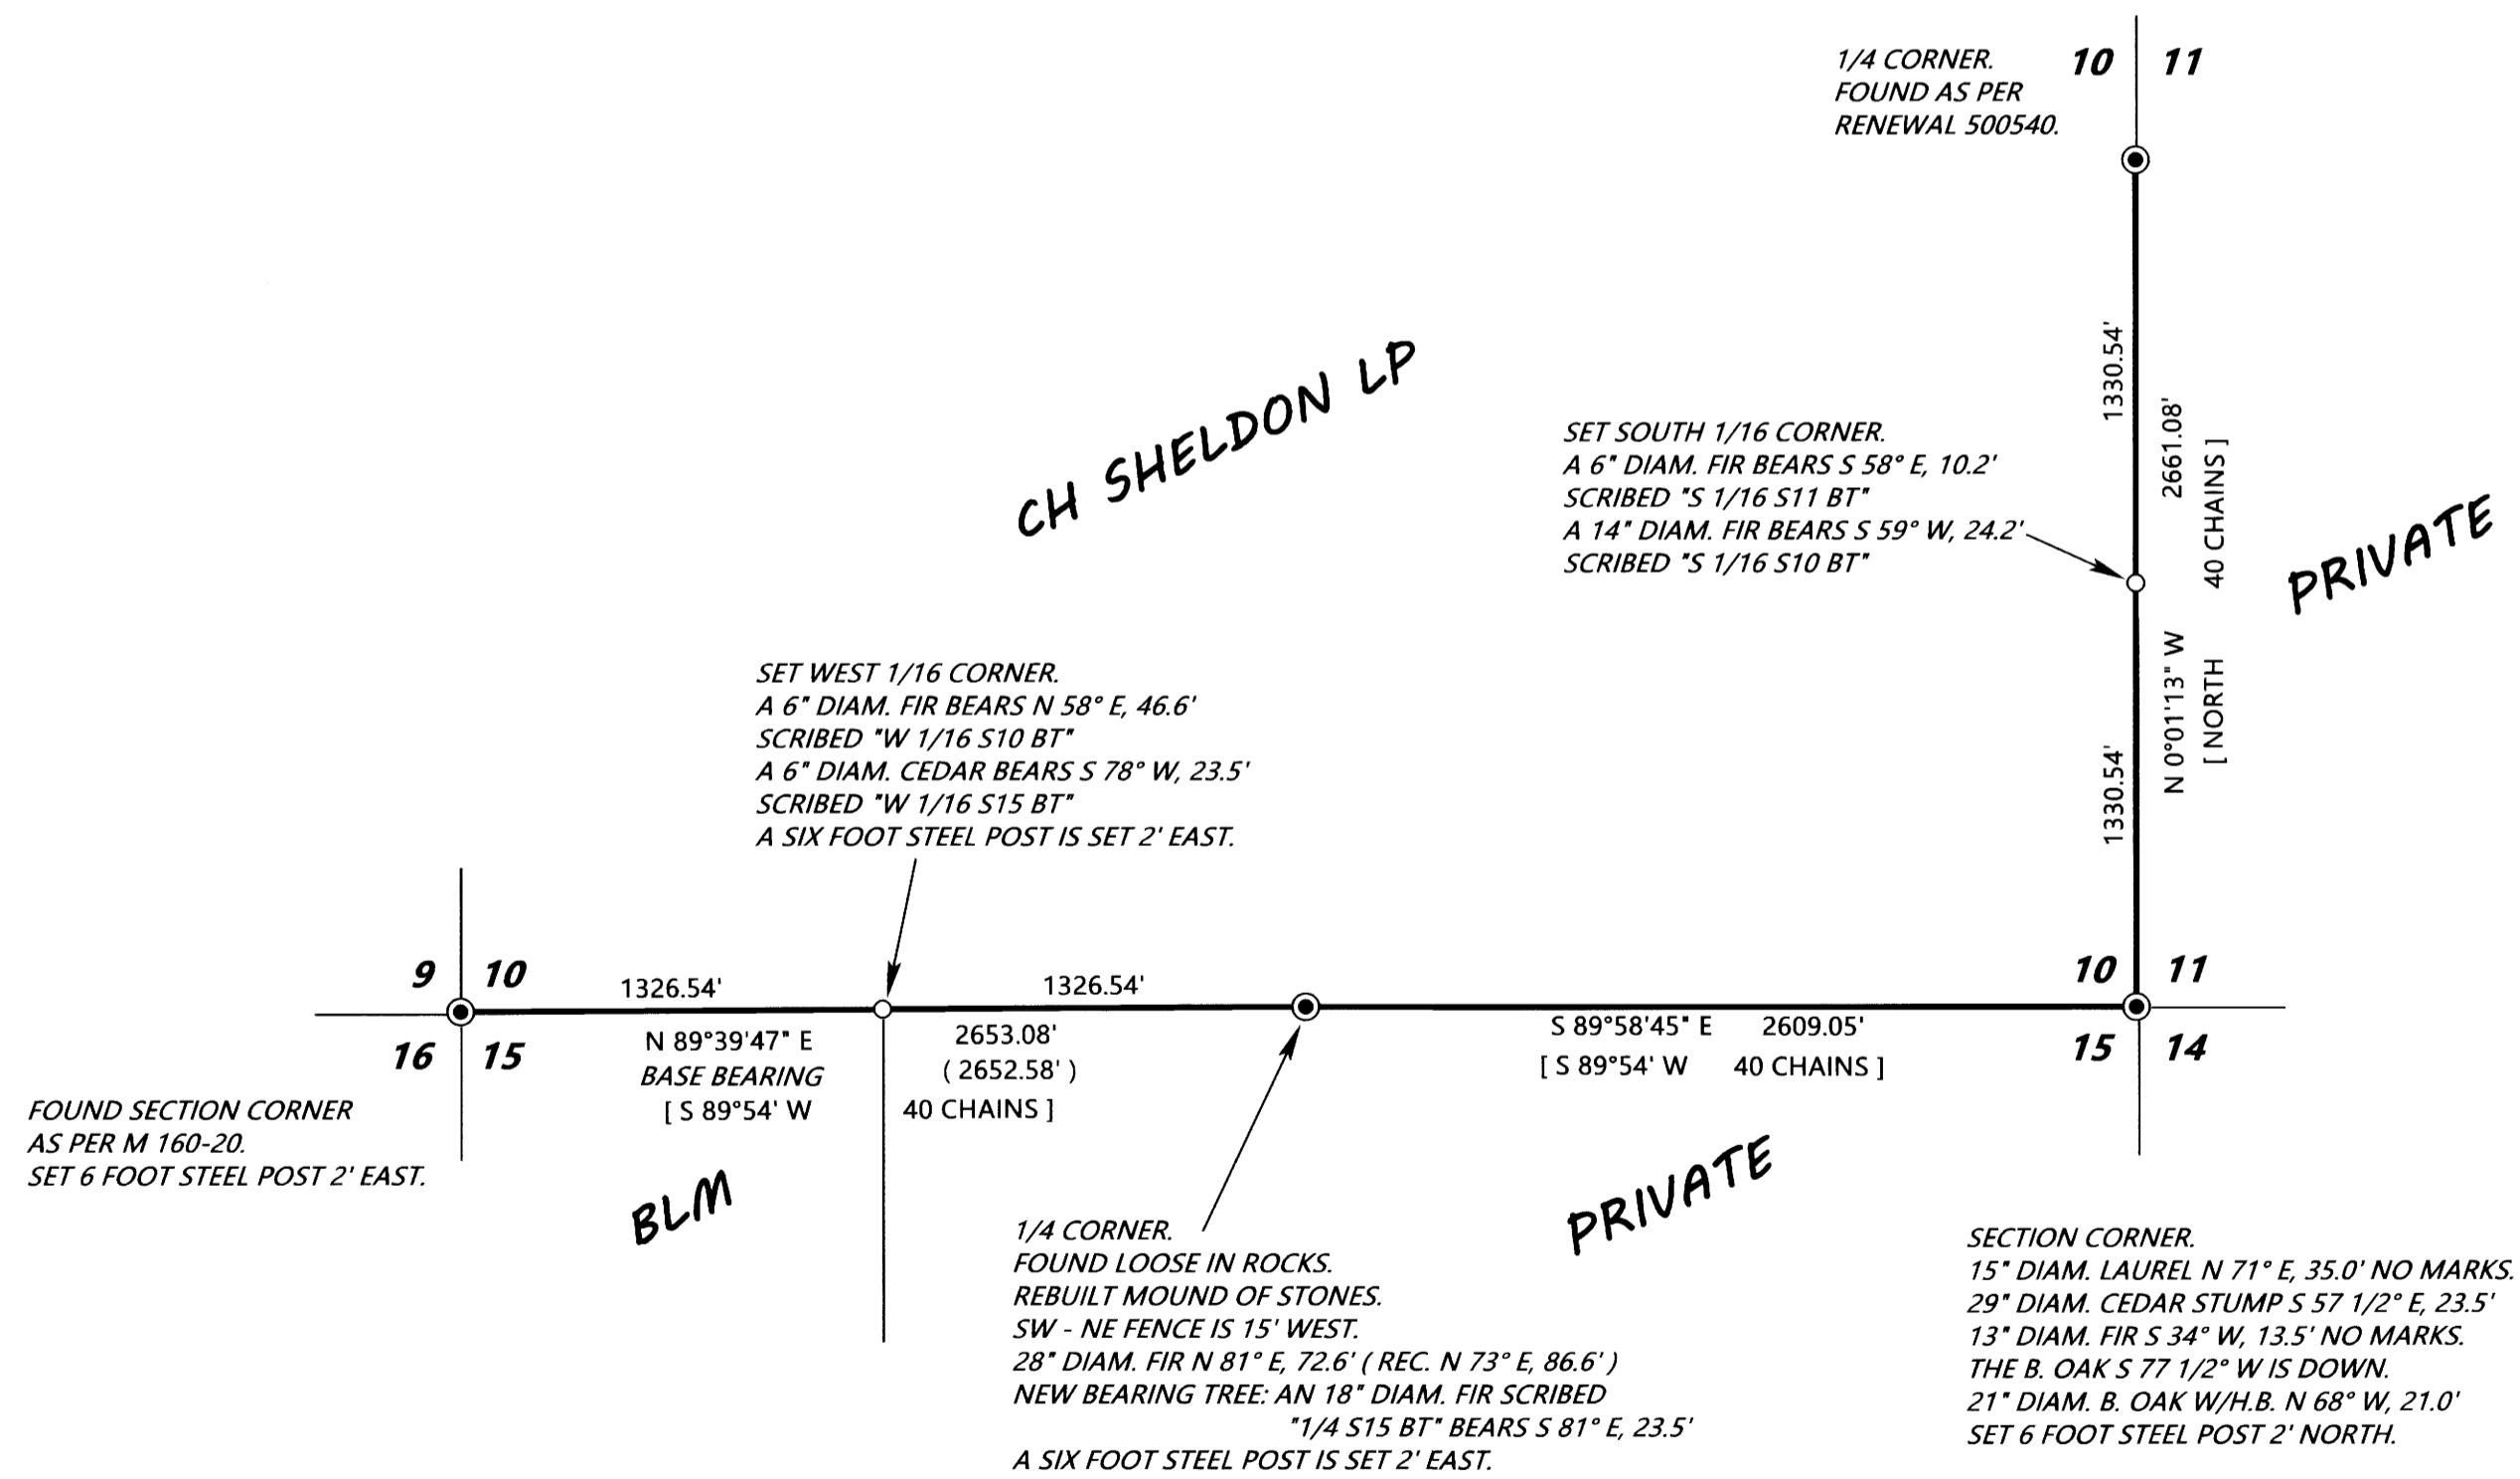 1/4 CORNER.
FOUND AS PER
RENEWAL 500540.
10 11
CH SHELDON LP
1330.54'
2661.08'
40 CHAINS ]
SET SOUTH 1/16 CORNER.
A 6" DIAM. FIR BEARS S 58° E, 10.2'
SCRIBED "S 1/16 S11 BT"
A 14" DIAM. FIR BEARS S 59° W, 24.2'
SCRIBED "S 1/16 S10 BT"
PRIVATE
N 0°01'13" W
[ NORTH
1330.54'
SET WEST 1/16 CORNER.
A 6" DIAM. FIR BEARS N 58° E, 46.6'
SCRIBED "W 1/16 S10 BT"
A 6" DIAM. CEDAR BEARS S 78° W, 23.5'
SCRIBED "W 1/16 S15 BT"
A SIX FOOT STEEL POST IS SET 2' EAST.
9 10
1326.54'
1326.54'
10 11
16 15
N 89°39'47" E
2653.08'
BASE BEARING
( 2652.58' )
[ S 89°54' W 40 CHAINS ]
S 89°58'45" E 2609.05'
[ S 89°54' W 40 CHAINS ]
15 14
FOUND SECTION CORNER
AS PER M 160-20.
SET 6 FOOT STEEL POST 2' EAST.
BLM
PRIVATE
1/4 CORNER.
FOUND LOOSE IN ROCKS.
REBUILT MOUND OF STONES.
SW - NE FENCE IS 15' WEST.
28" DIAM. FIR N 81° E, 72.6' ( REC. N 73° E, 86.6' )
NEW BEARING TREE: AN 18" DIAM. FIR SCRIBED
"1/4 S15 BT" BEARS S 81° E, 23.5'
A SIX FOOT STEEL POST IS SET 2' EAST.
SECTION CORNER.
15" DIAM. LAUREL N 71° E, 35.0' NO MARKS.
29" DIAM. CEDAR STUMP S 57 1/2° E, 23.5'
13" DIAM. FIR S 34° W, 13.5' NO MARKS.
THE B. OAK S 77 1/2° W IS DOWN.
21" DIAM. B. OAK W/H.B. N 68° W, 21.0'
SET 6 FOOT STEEL POST 2' NORTH.